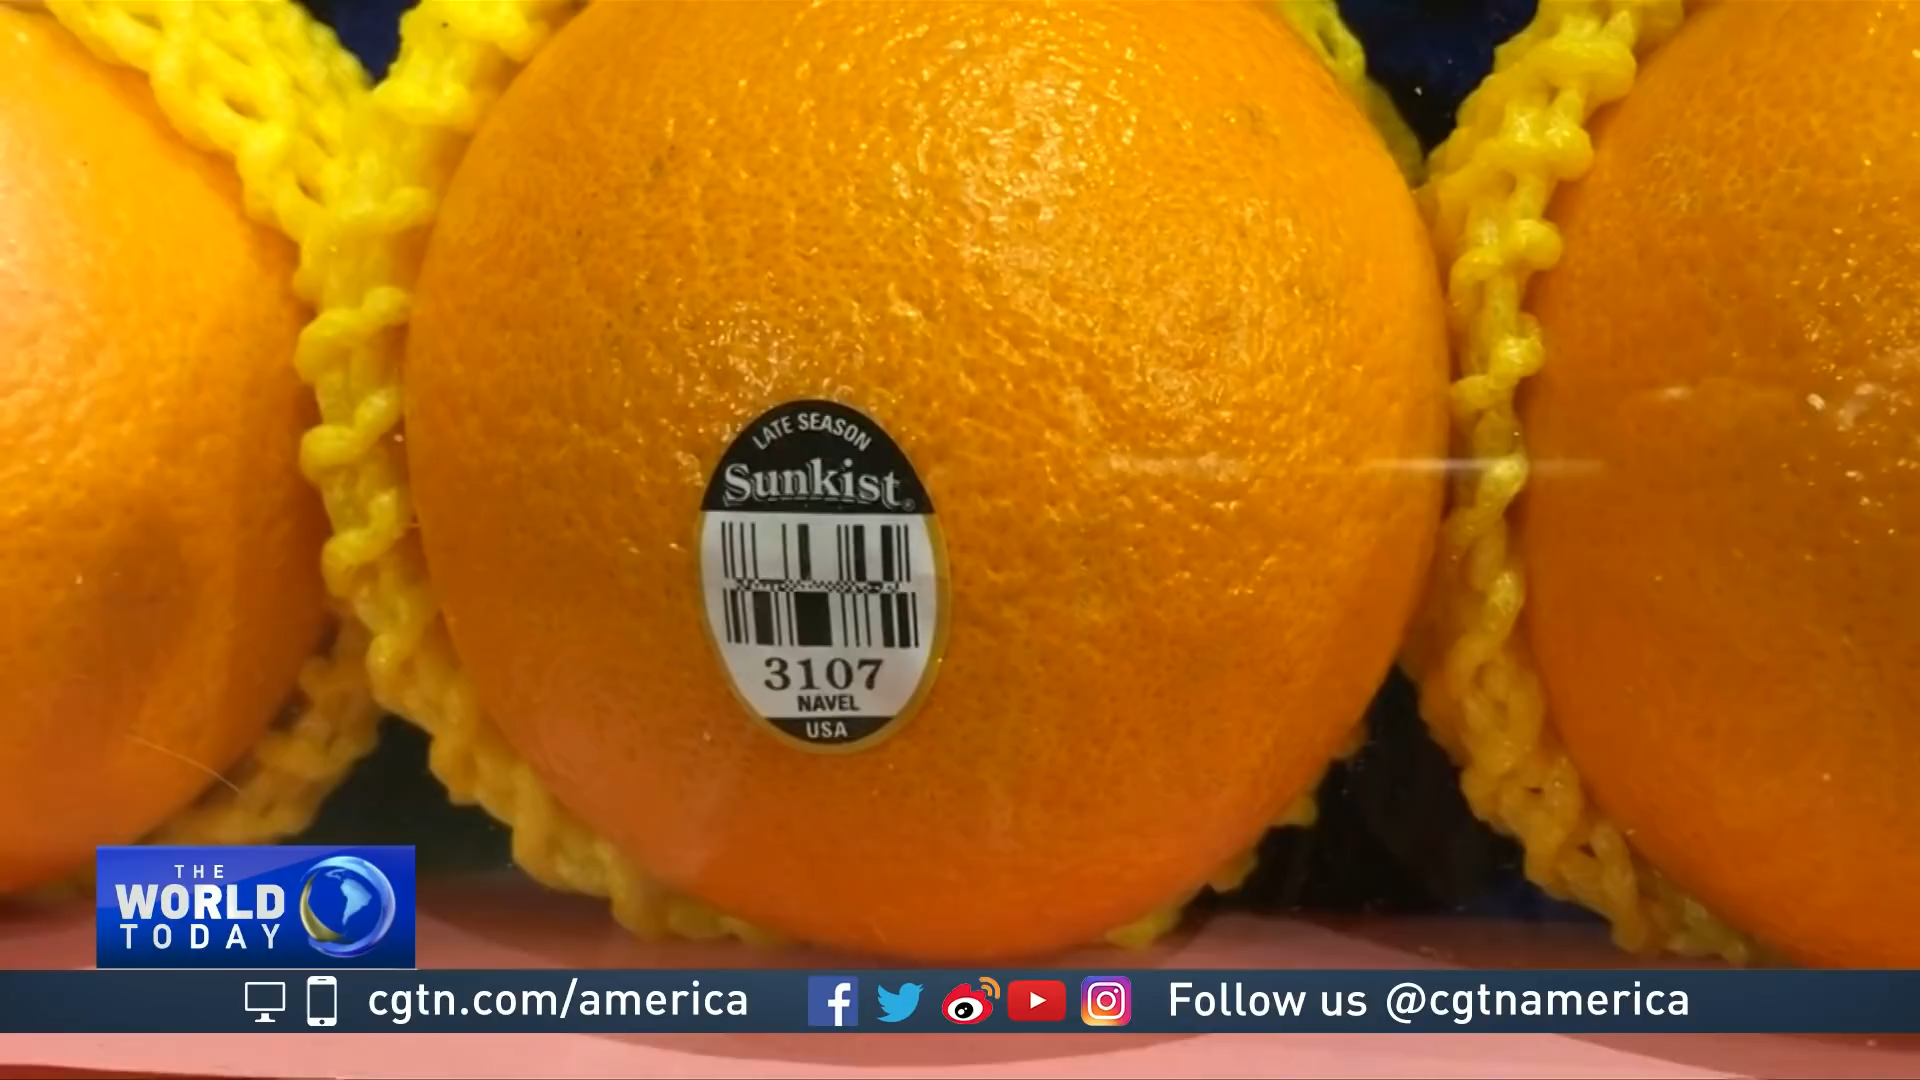 LATE SEASON
Sunkist®
3107
NAVEL
USA
THE
WORLD
TODAY
cgtn.com/america
Follow us @cgtnamerica